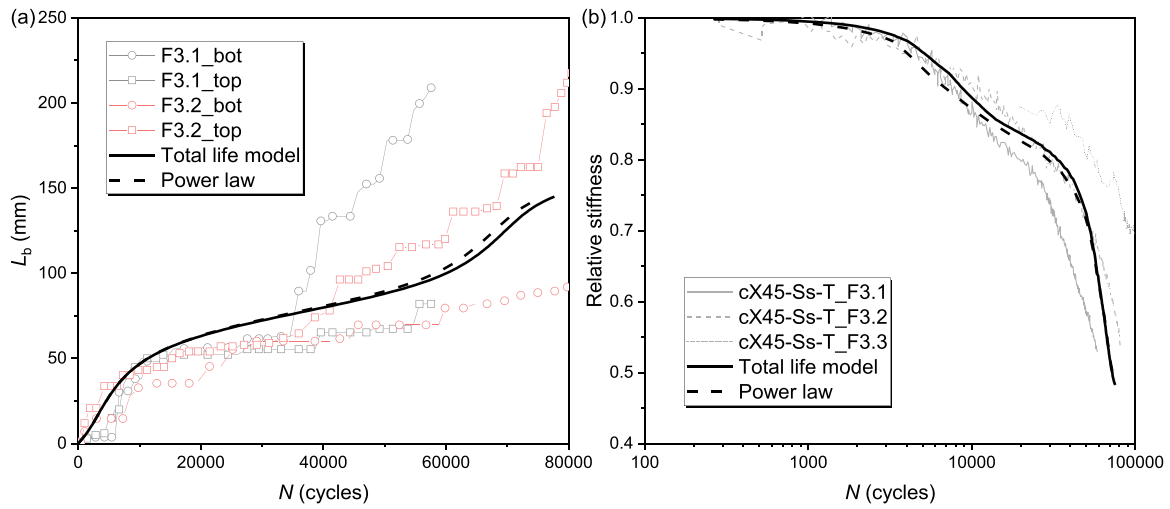 (a)
250
200
150
100
50
0
L_b (mm)
F3.1_bot
F3.1_top
F3.2_bot
F3.2_top
Total life model
Power law
0 20000 40000 60000 80000
N (cycles)
(b)
1.0
0.9
0.8
0.7
0.6
0.5
0.4
Relative stiffness
cX45-Ss-T_F3.1
cX45-Ss-T_F3.2
cX45-Ss-T_F3.3
Total life model
Power law
100 1000 10000 100000
N (cycles)